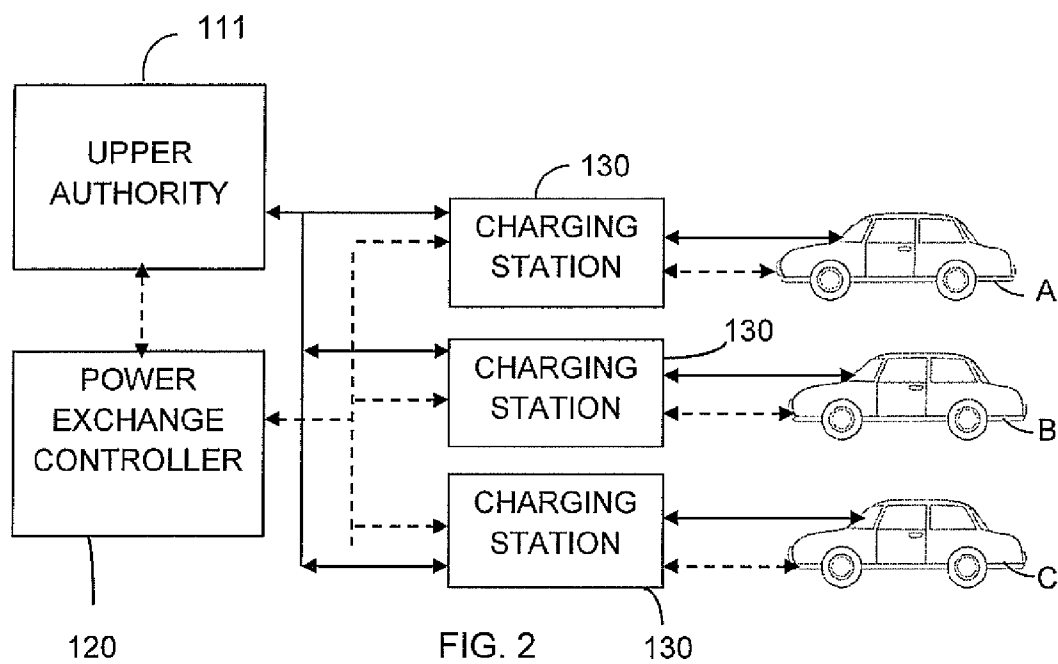 111
UPPER
AUTHORITY
130
CHARGING
STATION
A
POWER
EXCHANGE
CONTROLLER
130
CHARGING
STATION
B
CHARGING
STATION
C
120
FIG. 2
130